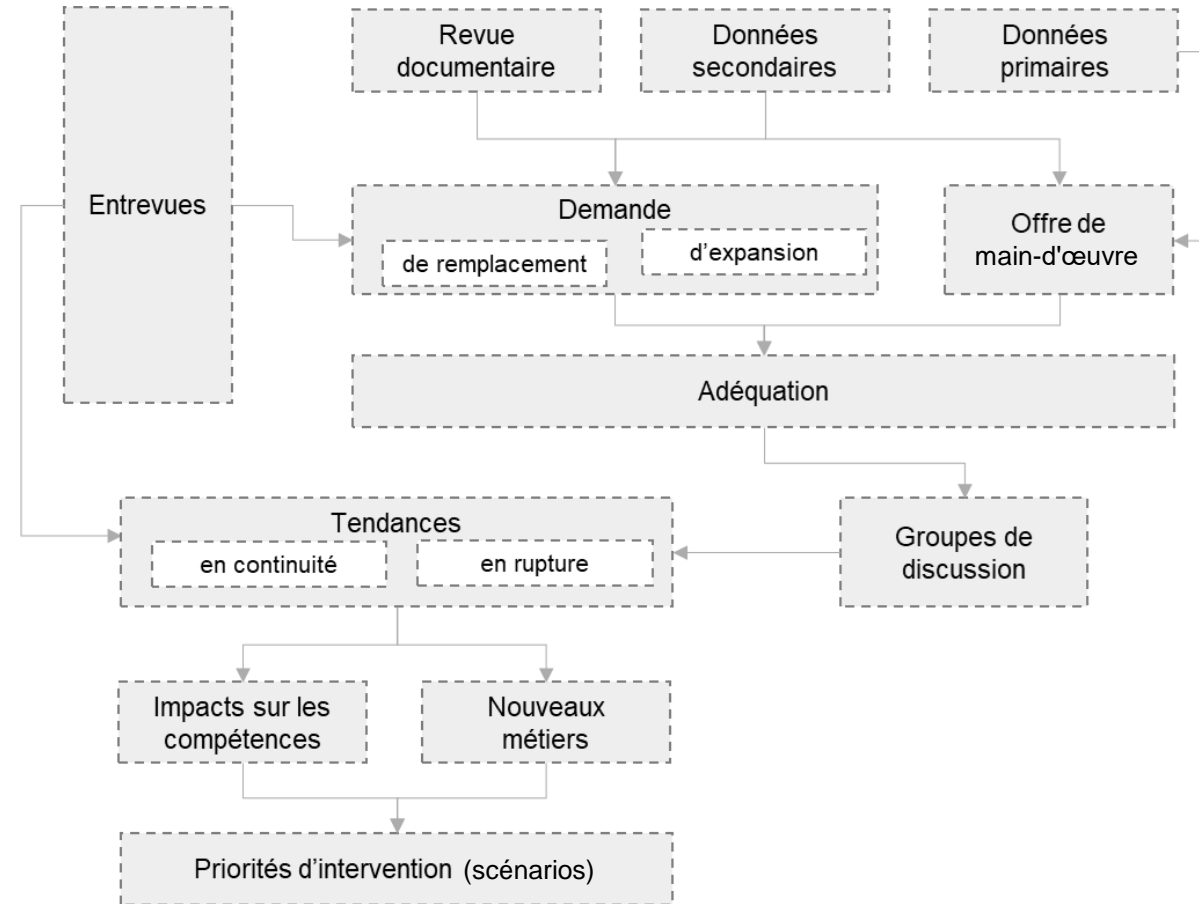 Revue
documentaire
Données
secondaires
Données
primaires
Entrevues
Demande
de remplacement
d'expansion
Offre de
main-d'œuvre
Adéquation
Tendances
en continuité
en rupture
Groupes de
discussion
Impacts sur les
compétences
Nouveaux
métiers
Priorités d'intervention (scénarios)